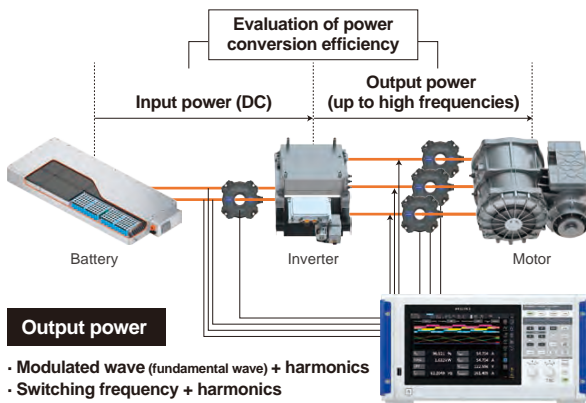 Evaluation of power
conversion efficiency
Input power (DC)
Output power
(up to high frequencies)
Battery
Inverter
Motor
Output power
· Modulated wave (fundamental wave) + harmonics
· Switching frequency + harmonics